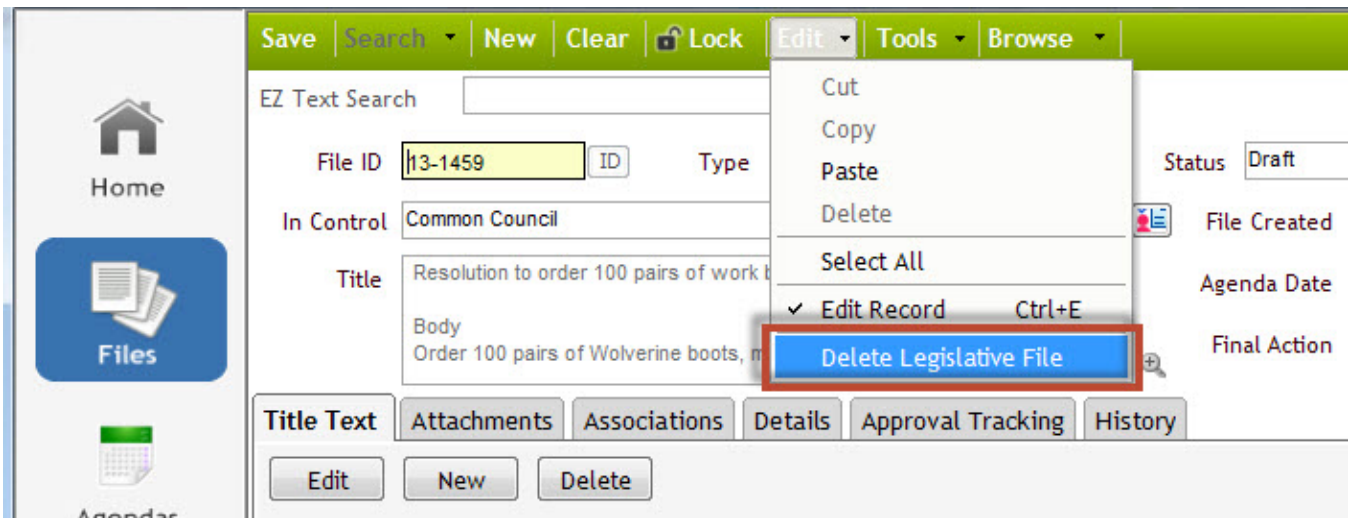 Save Search New Clear Lock Edit Tools Browse
EZ Text Search
Cut
Copy
Paste
Delete
Select All
Edit Record Ctrl+E
Delete Legislative File
File ID 13-1459 ID Type
Status Draft
In Control Common Council
File Created
Title Resolution to order 100 pairs of work
Agenda Date
Body
Order 100 pairs of Wolverine boots,
Final Action
Home
Files
Agendas
Title Text Attachments Associations Details Approval Tracking History
Edit New Delete